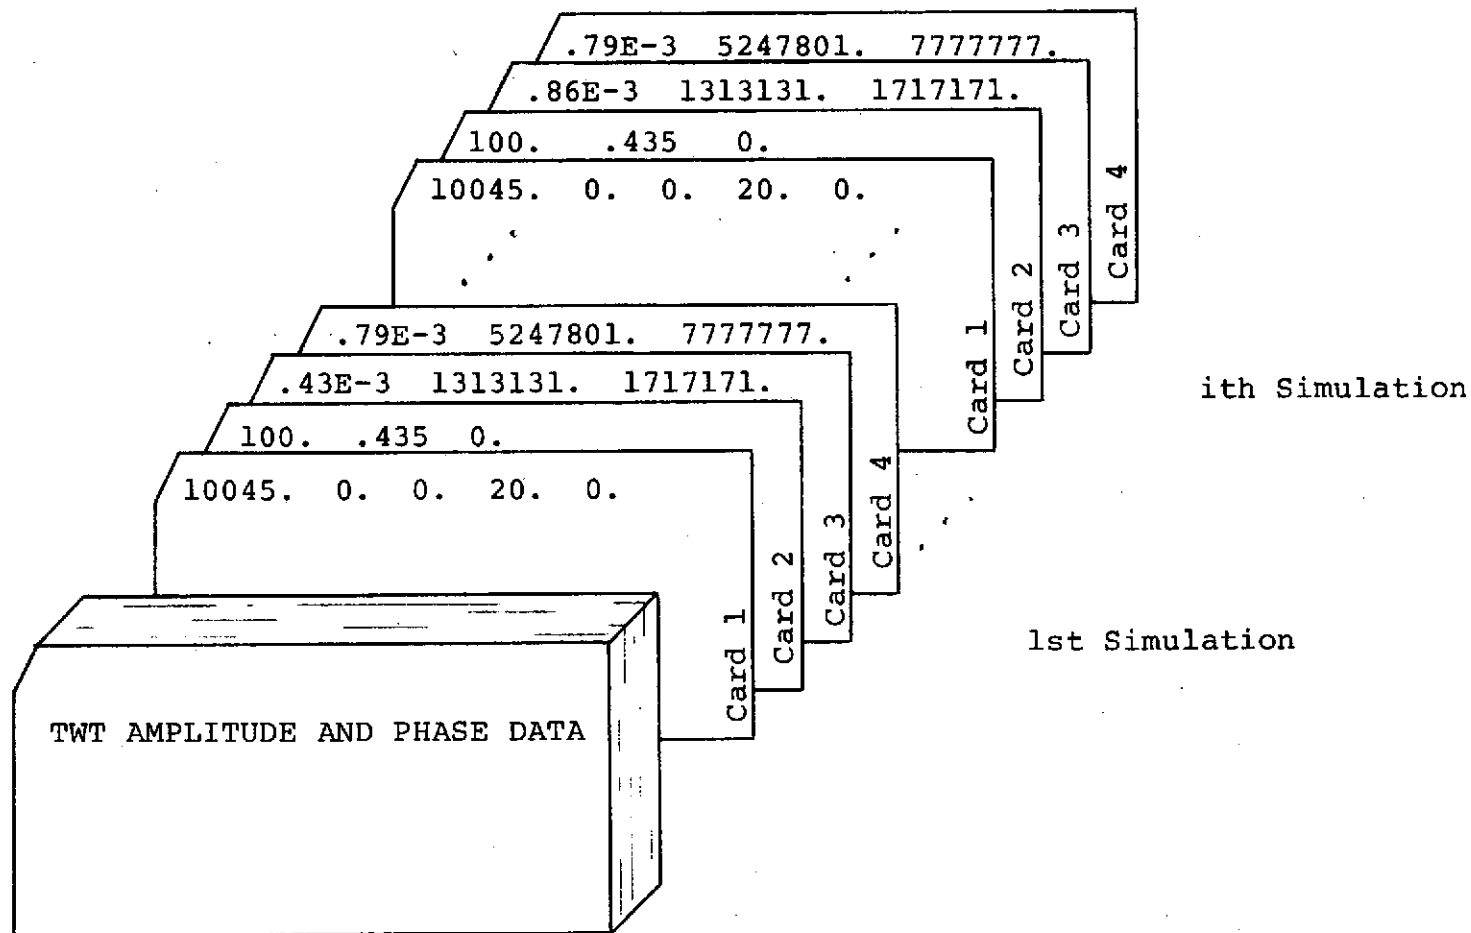 .79E-3 5247801. 7777777.
.86E-3 1313131. 1717171.
100. .435 0.
10045. 0. 0. 20. 0.
Card 4
Card 3
Card 2
Card 1
ith Simulation
.79E-3 5247801. 7777777.
.43E-3 1313131. 1717171.
100. .435 0.
10045. 0. 0. 20. 0.
Card 4
Card 3
Card 2
Card 1
1st Simulation
TWT AMPLITUDE AND PHASE DATA